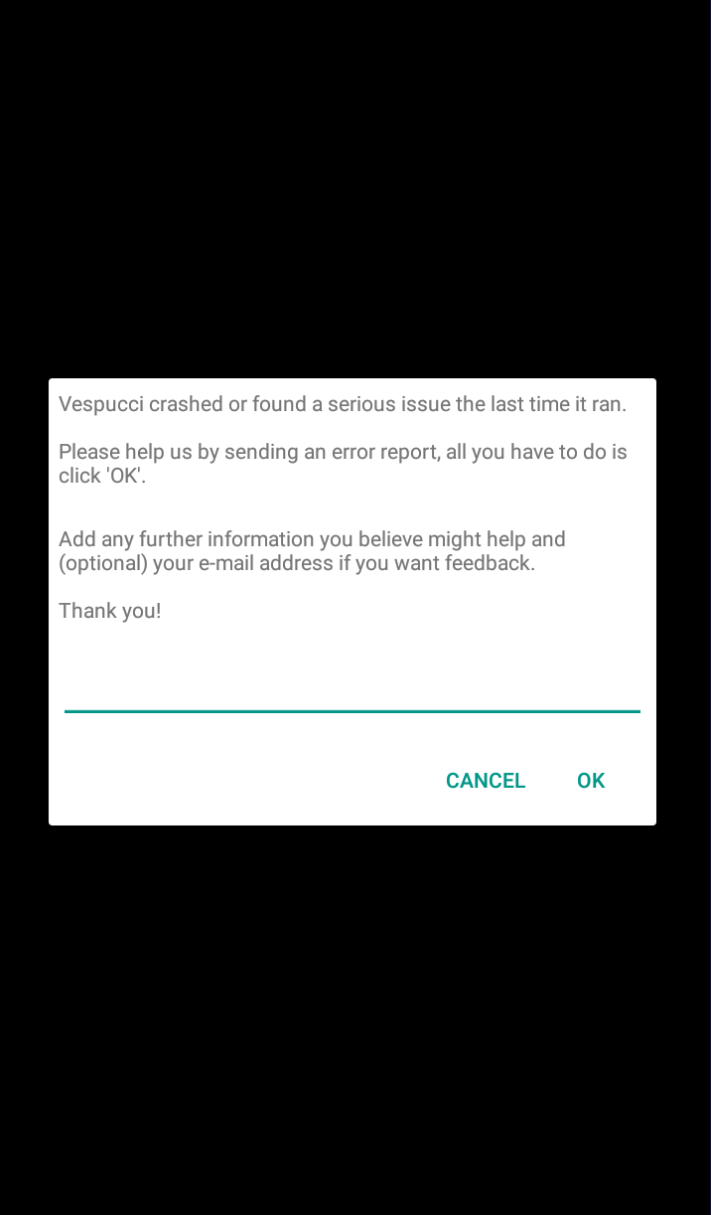 Vespucci crashed or found a serious issue the last time it ran.
Please help us by sending an error report, all you have to do is
click 'OK'.
Add any further information you believe might help and
(optional) your e-mail address if you want feedback.
Thank you!
CANCEL OK